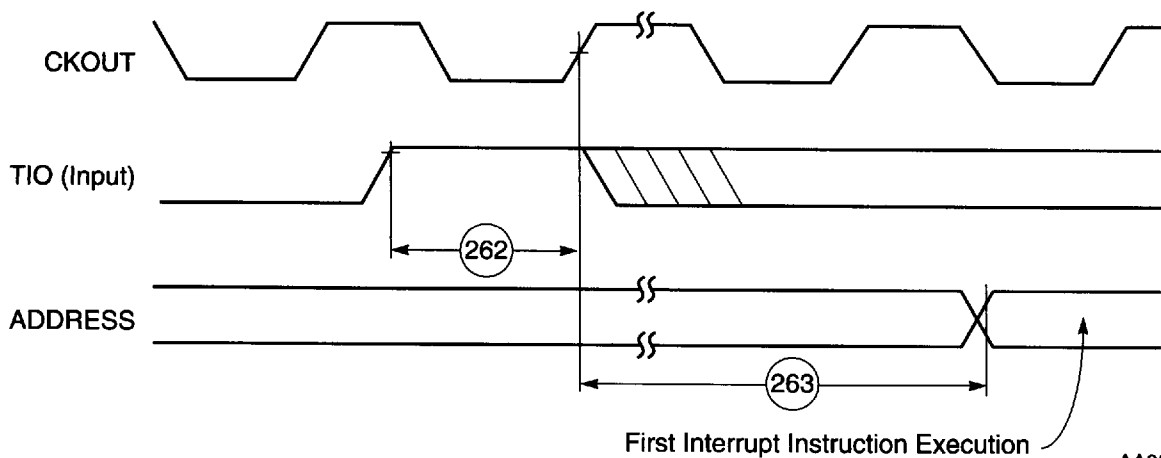 CKOUT
TIO (Input)
262
ADDRESS
263
First Interrupt Instruction Execution